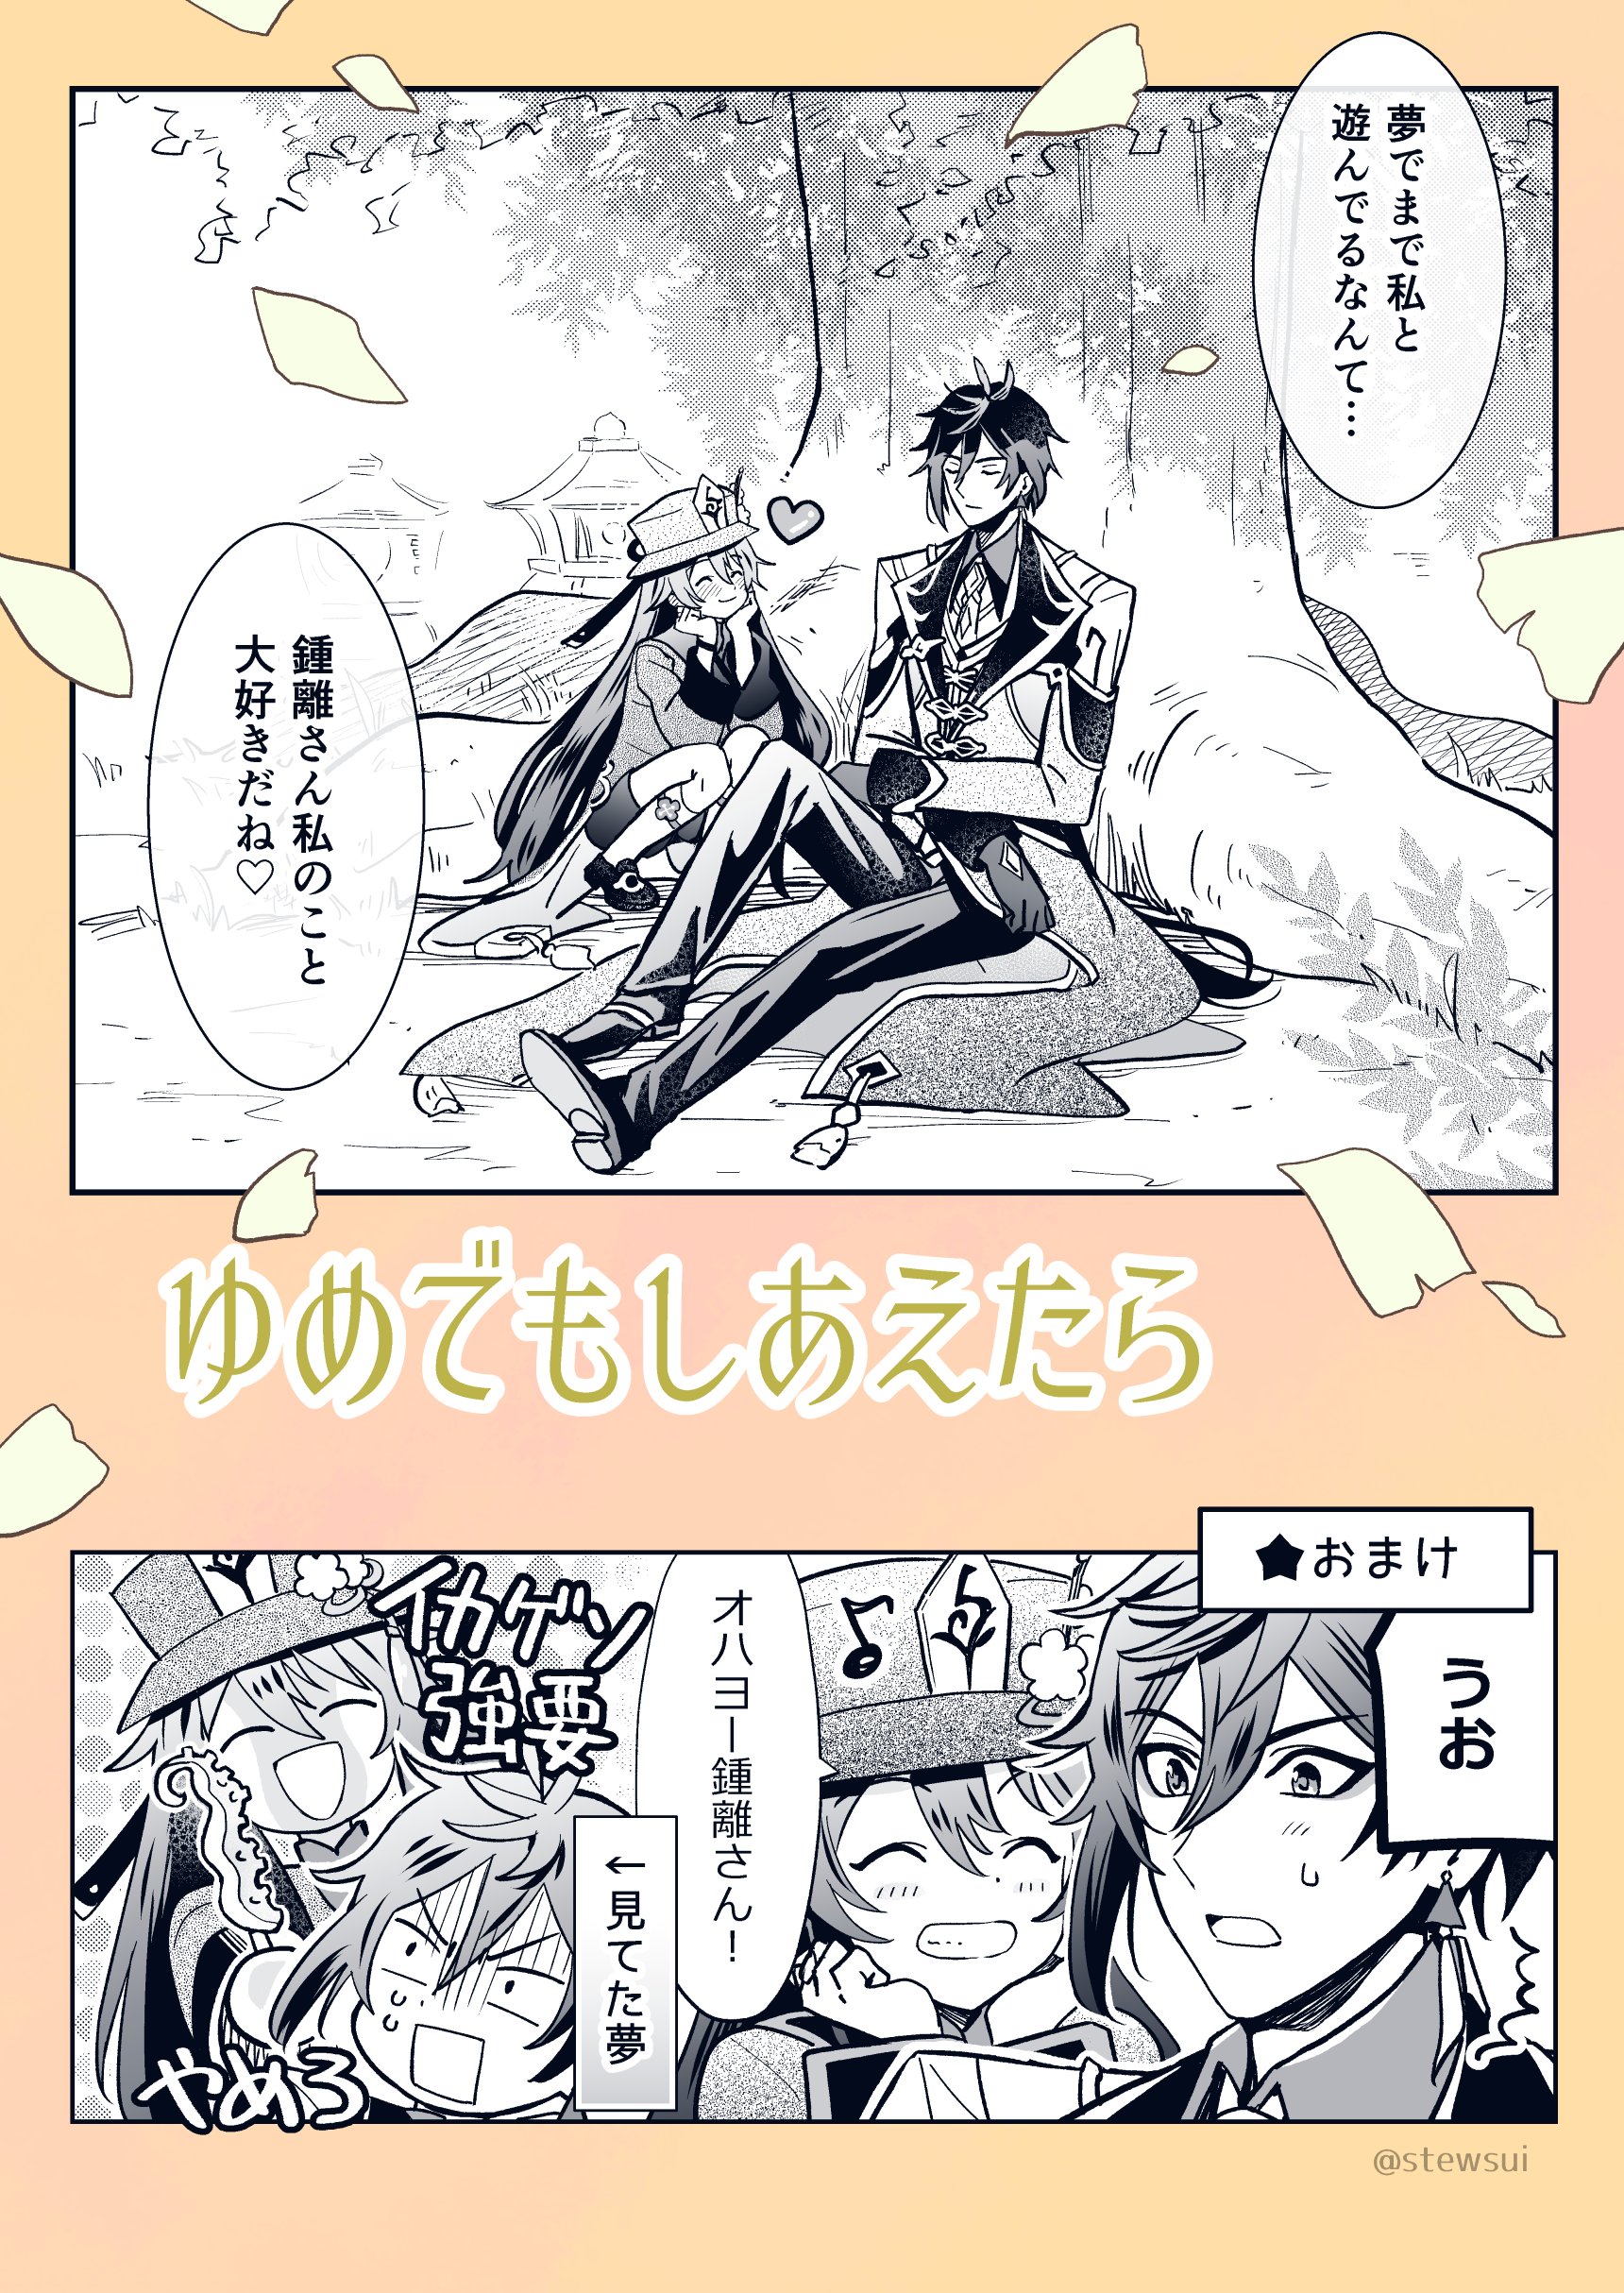 夢でまで私と
遊んでるなんて…
鍾離さん私のこと
大好きだね♡
ゆめでもしあえたら
★おまけ
うお
オハヨー鍾離さん！
←見てた夢
イカゲソ
強要
やめろ
@stewsui